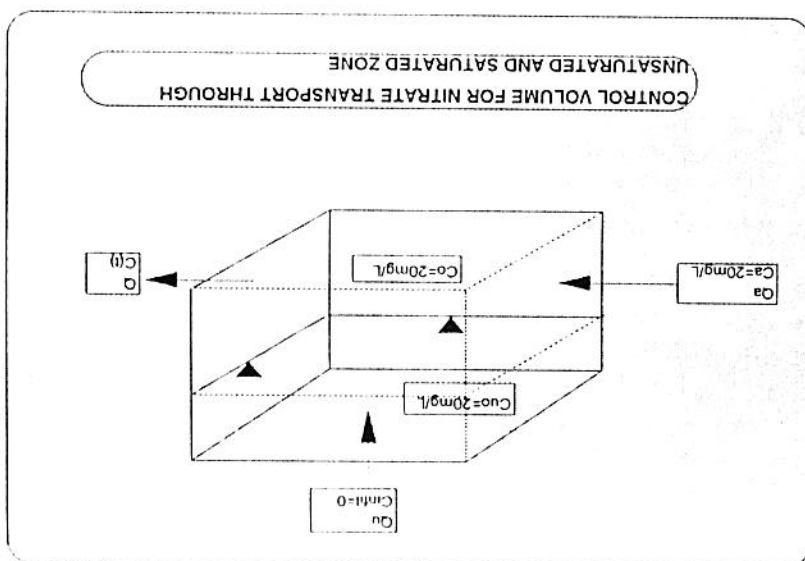 Qu
Cinfil=0
Cuo=20mg/L
Qa
Ca=20mg/L
Co=20mg/L
Q
C(t)
CONTROL VOLUME FOR NITRATE TRANSPORT THROUGH
UNSATURATED AND SATURATED ZONE